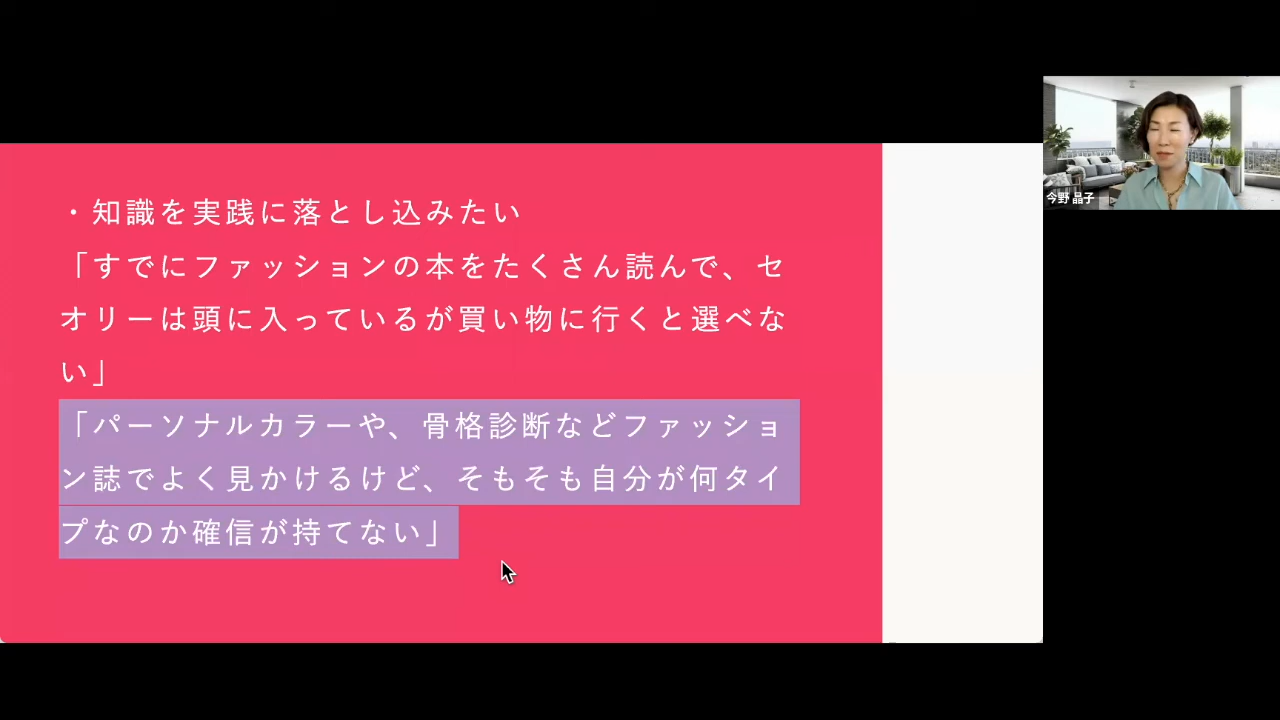 ・知識を実践に落とし込みたい
「すでにファッションの本をたくさん読んで、セ
オリーは頭に入っているが買い物に行くと選べな
い」
「パーソナルカラーや、骨格診断などファッショ
ン誌でよく見かけるけど、そもそも自分が何タイ
プなのか確信が持てない」
今野 晶子